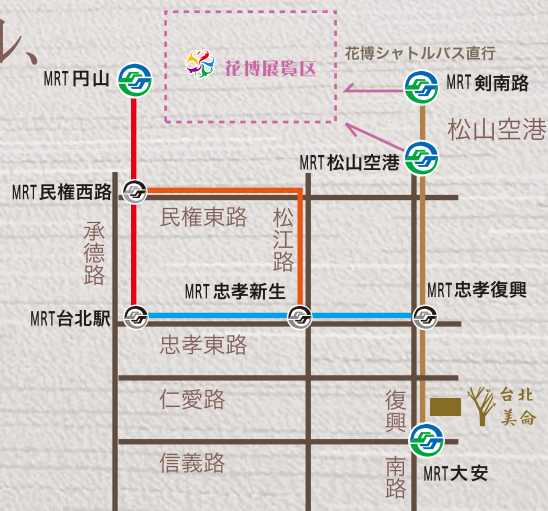 ル、
花博シャトルバス直行
花博展覧区
MRT円山
MRT剣南路
松山空港
MRT松山空港
MRT民権西路
民権東路
松江路
承德路
MRT忠孝新生
MRT忠孝復興
MRT台北駅
忠孝東路
仁愛路
復興南路
台北
美侖
信義路
MRT大安